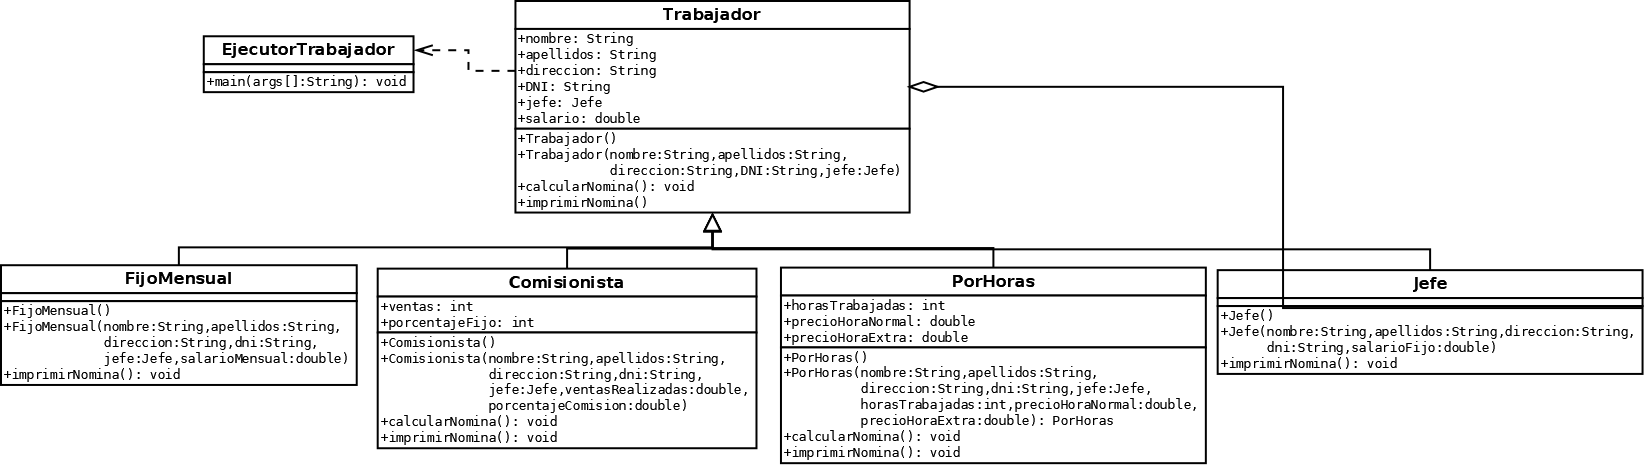 Trabajador
+nombre: String
+apellidos: String
+direccion: String
+DNI: String
+jefe: Jefe
+salario: double
+Trabajador()
+Trabajador(nombre:String,apellidos:String,
direccion:String,DNI:String,jefe:Jefe)
+calcularNomina(): void
+imprimirNomina()
EjecutorTrabajador
+main(args[]:String): void
FijoMensual
+FijoMensual()
+FijoMensual(nombre:String,apellidos:String,
direccion:String,dni:String,
jefe:Jefe,salarioMensual:double)
+imprimirNomina(): void
Comisionista
+ventas: int
+porcentajeFijo: int
+Comisionista()
+Comisionista(nombre:String,apellidos:String,
direccion:String,dni:String,
jefe:Jefe,ventasRealizadas:double,
porcentajeComision:double)
+calcularNomina(): void
+imprimirNomina(): void
PorHoras
+horasTrabajadas: int
+precioHoraNormal: double
+precioHoraExtra: double
+PorHoras()
+PorHoras(nombre:String,apellidos:String,
direccion:String,dni:String,jefe:Jefe,
horasTrabajadas:int,precioHoraNormal:double,
precioHoraExtra:double): PorHoras
+calcularNomina(): void
+imprimirNomina(): void
Jefe
+Jefe()
+Jefe(nombre:String,apellidos:String,direccion:String,
dni:String,salarioFijo:double)
+imprimirNomina(): void